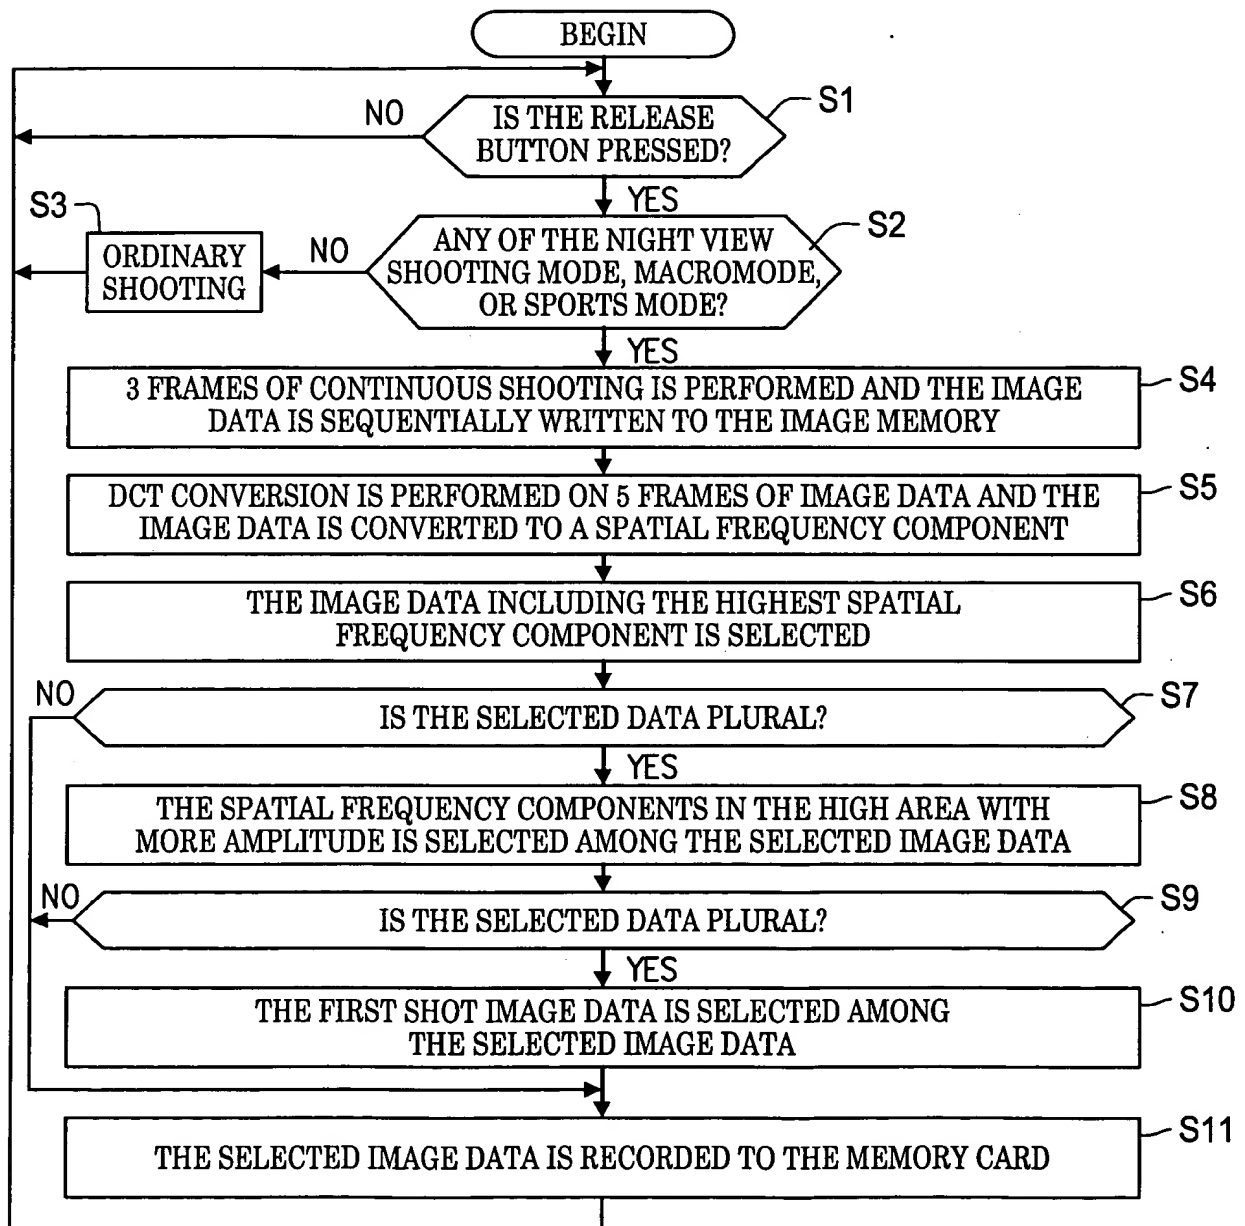 BEGIN
NO
IS THE RELEASE
BUTTON PRESSED?
S1
YES
S3
ORDINARY
SHOOTING
NO
ANY OF THE NIGHT VIEW
SHOOTING MODE, MACROMODE,
OR SPORTS MODE?
S2
YES
3 FRAMES OF CONTINUOUS SHOOTING IS PERFORMED AND THE IMAGE
DATA IS SEQUENTIALLY WRITTEN TO THE IMAGE MEMORY
S4
DCT CONVERSION IS PERFORMED ON 5 FRAMES OF IMAGE DATA AND THE
IMAGE DATA IS CONVERTED TO A SPATIAL FREQUENCY COMPONENT
S5
THE IMAGE DATA INCLUDING THE HIGHEST SPATIAL
FREQUENCY COMPONENT IS SELECTED
S6
NO
IS THE SELECTED DATA PLURAL?
S7
YES
THE SPATIAL FREQUENCY COMPONENTS IN THE HIGH AREA WITH
MORE AMPLITUDE IS SELECTED AMONG THE SELECTED IMAGE DATA
S8
NO
IS THE SELECTED DATA PLURAL?
S9
YES
THE FIRST SHOT IMAGE DATA IS SELECTED AMONG
THE SELECTED IMAGE DATA
S10
THE SELECTED IMAGE DATA IS RECORDED TO THE MEMORY CARD
S11